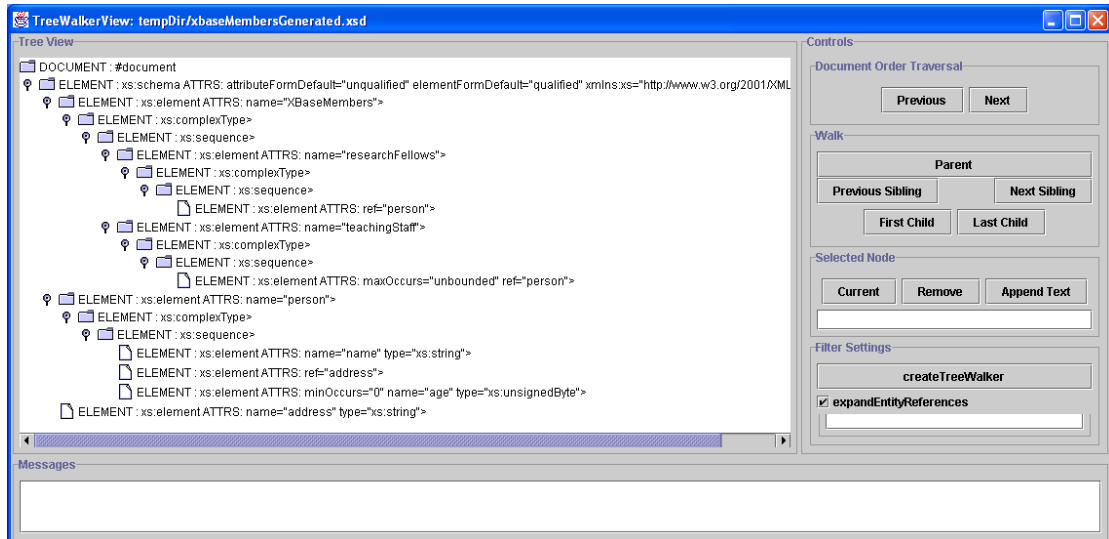 TreeWalkerView: tempDir/xbaseMembersGenerated.xsd
Tree View
DOCUMENT : #document
ELEMENT : xs:schema ATTRS: attributeFormDefault="unqualified" elementFormDefault="qualified" xmlns:xs="http://www.w3.org/2001/XML
ELEMENT : xs:element ATTRS: name="XBaseMembers">
ELEMENT : xs:complexType>
ELEMENT : xs:sequence>
ELEMENT : xs:element ATTRS: name="researchFellows">
ELEMENT : xs:complexType>
ELEMENT : xs:sequence>
ELEMENT : xs:element ATTRS: ref="person">
ELEMENT : xs:element ATTRS: name="teachingStaff">
ELEMENT : xs:complexType>
ELEMENT : xs:sequence>
ELEMENT : xs:element ATTRS: maxOccurs="unbounded" ref="person">
ELEMENT : xs:element ATTRS: name="person">
ELEMENT : xs:complexType>
ELEMENT : xs:sequence>
ELEMENT : xs:element ATTRS: name="name" type="xs:string">
ELEMENT : xs:element ATTRS: ref="address">
ELEMENT : xs:element ATTRS: minOccurs="0" name="age" type="xs:unsignedByte">
ELEMENT : xs:element ATTRS: name="address" type="xs:string">
Controls
Document Order Traversal
Previous Next
Walk
Parent
Previous Sibling Next Sibling
First Child Last Child
Selected Node
Current Remove Append Text
Filter Settings
createTreeWalker
expandEntityReferences
Messages